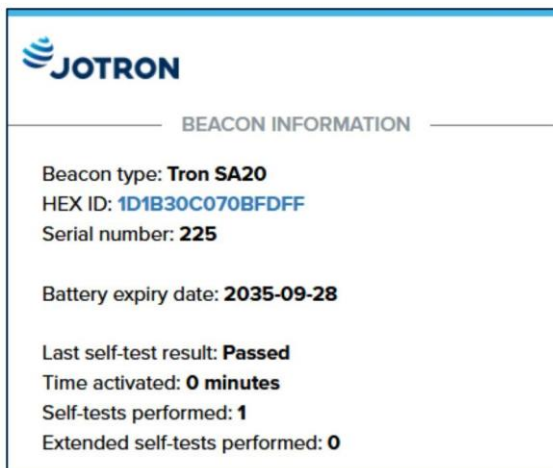 JOTRON
BEACON INFORMATION
Beacon type: Tron SA20
HEX ID: 1D1B30C070BFDFF
Serial number: 225
Battery expiry date: 2035-09-28
Last self-test result: Passed
Time activated: 0 minutes
Self-tests performed: 1
Extended self-tests performed: 0